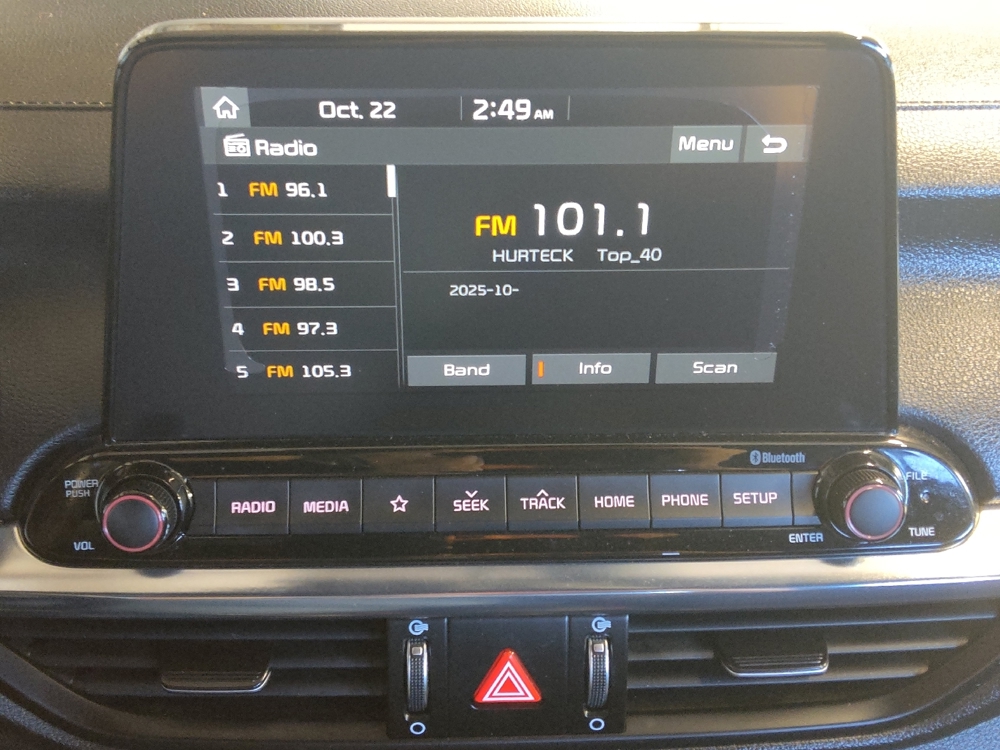 Oct. 22 2:49 AM
Radio Menu
1 FM 96.1
2 FM 100.3
3 FM 98.5
4 FM 97.3
5 FM 105.3
FM 101.1
HURTECK Top_40
2025-10-
Band Info Scan
Bluetooth
POWER
PUSH
VOL
RADIO MEDIA SEEK TRACK HOME PHONE SETUP
FILE
ENTER
TUNE